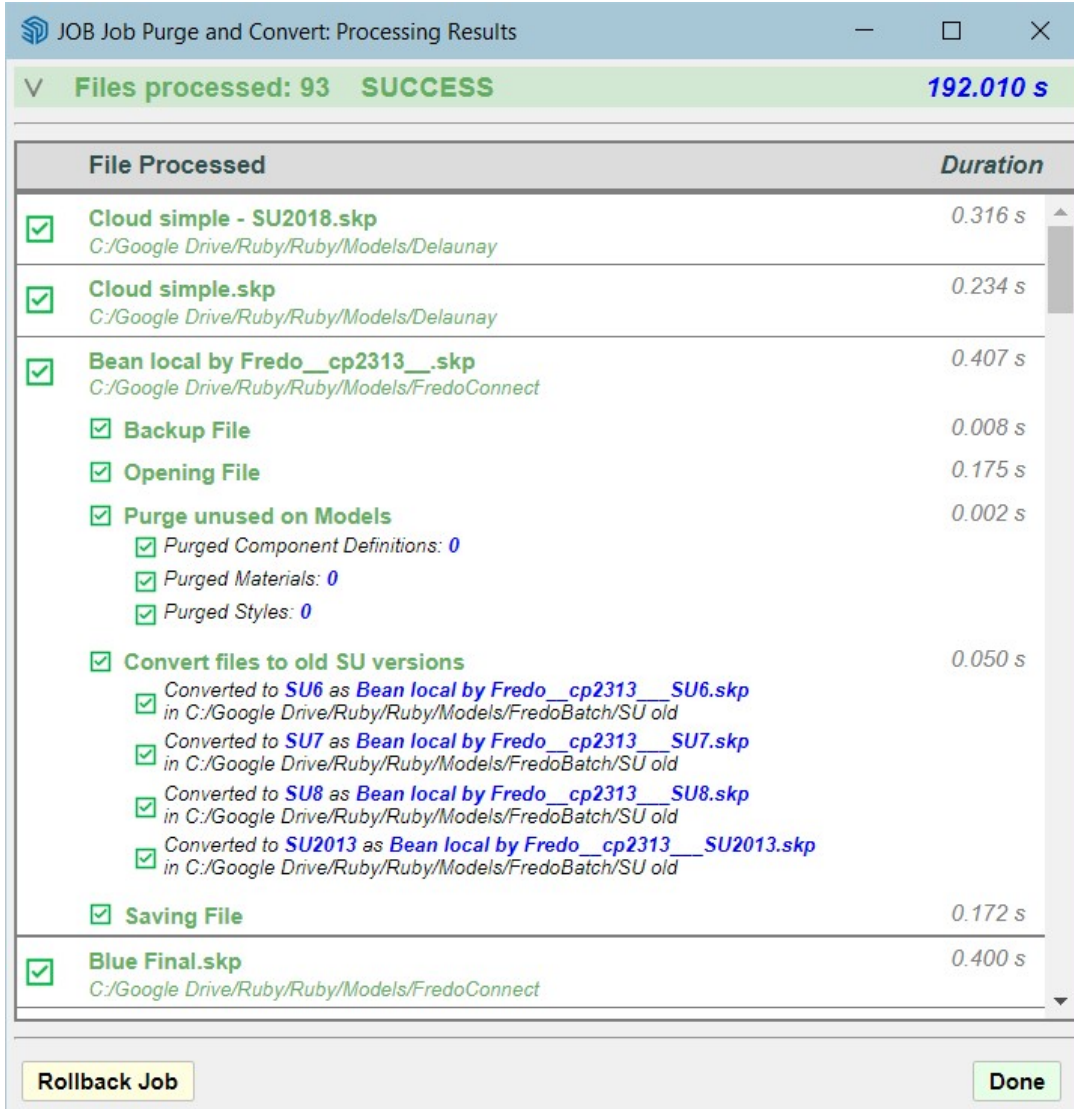 JOB Job Purge and Convert: Processing Results
Files processed: 93 SUCCESS 192.010 s
File Processed Duration
Cloud simple - SU2018.skp 0.316 s
C:/Google Drive/Ruby/Ruby/Models/Delaunay
Cloud simple.skp 0.234 s
C:/Google Drive/Ruby/Ruby/Models/Delaunay
Bean local by Fredo__cp2313__.skp 0.407 s
C:/Google Drive/Ruby/Ruby/Models/FredoConnect
Backup File 0.008 s
Opening File 0.175 s
Purge unused on Models 0.002 s
Purged Component Definitions: 0
Purged Materials: 0
Purged Styles: 0
Convert files to old SU versions 0.050 s
Converted to SU6 as Bean local by Fredo__cp2313___SU6.skp
in C:/Google Drive/Ruby/Ruby/Models/FredoBatch/SU old
Converted to SU7 as Bean local by Fredo__cp2313___SU7.skp
in C:/Google Drive/Ruby/Ruby/Models/FredoBatch/SU old
Converted to SU8 as Bean local by Fredo__cp2313___SU8.skp
in C:/Google Drive/Ruby/Ruby/Models/FredoBatch/SU old
Converted to SU2013 as Bean local by Fredo__cp2313___SU2013.skp
in C:/Google Drive/Ruby/Ruby/Models/FredoBatch/SU old
Saving File 0.172 s
Blue Final.skp 0.400 s
C:/Google Drive/Ruby/Ruby/Models/FredoConnect
Rollback Job Done